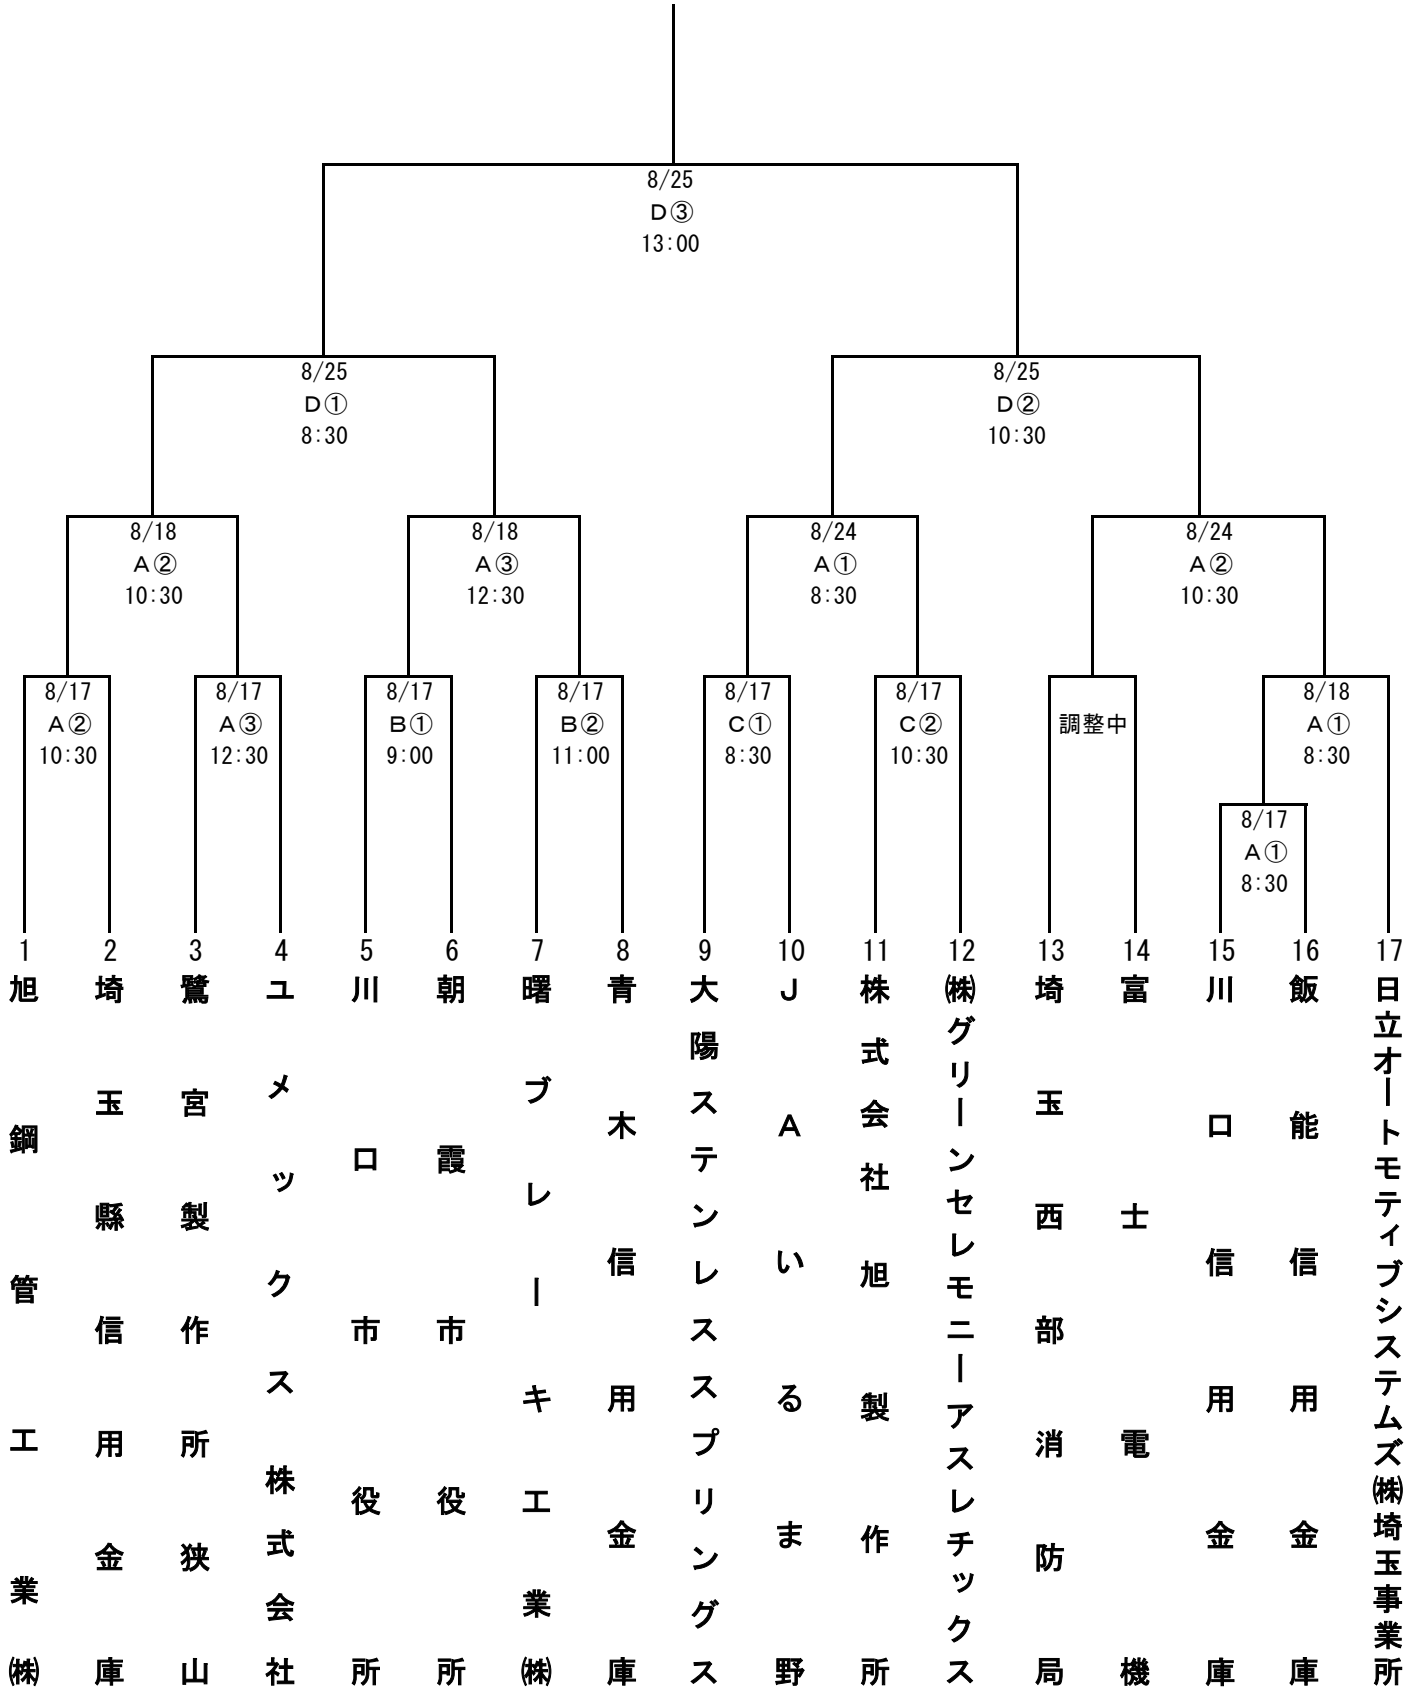 8/25
D③
13:00
8/25
D①
8:30
8/25
D②
10:30
8/18
A②
10:30
8/18
A③
12:30
8/24
A①
8:30
8/24
A②
10:30
8/17
A②
10:30
8/17
A③
12:30
8/17
B①
9:00
8/17
B②
11:00
8/17
C①
8:30
8/17
C②
10:30
調整中
8/18
A①
8:30
8/17
A①
8:30
1
旭鋼管工業㈱
2
埼玉縣信用金庫
3
鷺宮製作所狭山
4
ユメックス株式会社
5
川口市役所
6
朝霞市役所
7
曙ブレーキ工業㈱
8
青木信用金庫
9
大陽ステンレススプリングス
10
JAいるま野
11
株式会社旭製作所
12
㈱グリーンセレモニーアスレチックス
13
埼玉西部消防局
14
富士電機
15
川口信用金庫
16
飯能信用金庫
17
日立オートモティブシステムズ㈱埼玉事業所